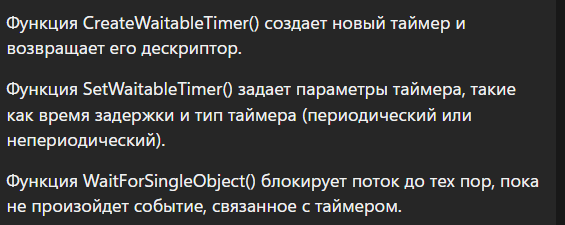 Функция CreateWaitableTimer() создает новый таймер и
возвращает его дескриптор.
Функция SetWaitableTimer() задает параметры таймера, такие
как время задержки и тип таймера (периодический или
непериодический).
Функция WaitForSingleObject() блокирует поток до тех пор, пока
не произойдет событие, связанное с таймером.